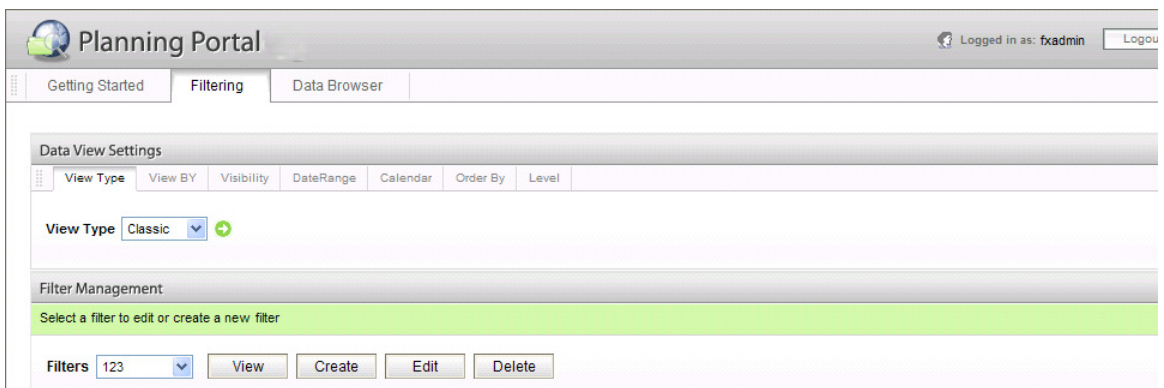 Planning Portal
Logged in as: fxadmin
Getting Started Filtering Data Browser
Data View Settings
View Type View BY Visibility DateRange Calendar Order By Level
View Type Classic
Filter Management
Select a filter to edit or create a new filter
Filters 123 View Create Edit Delete